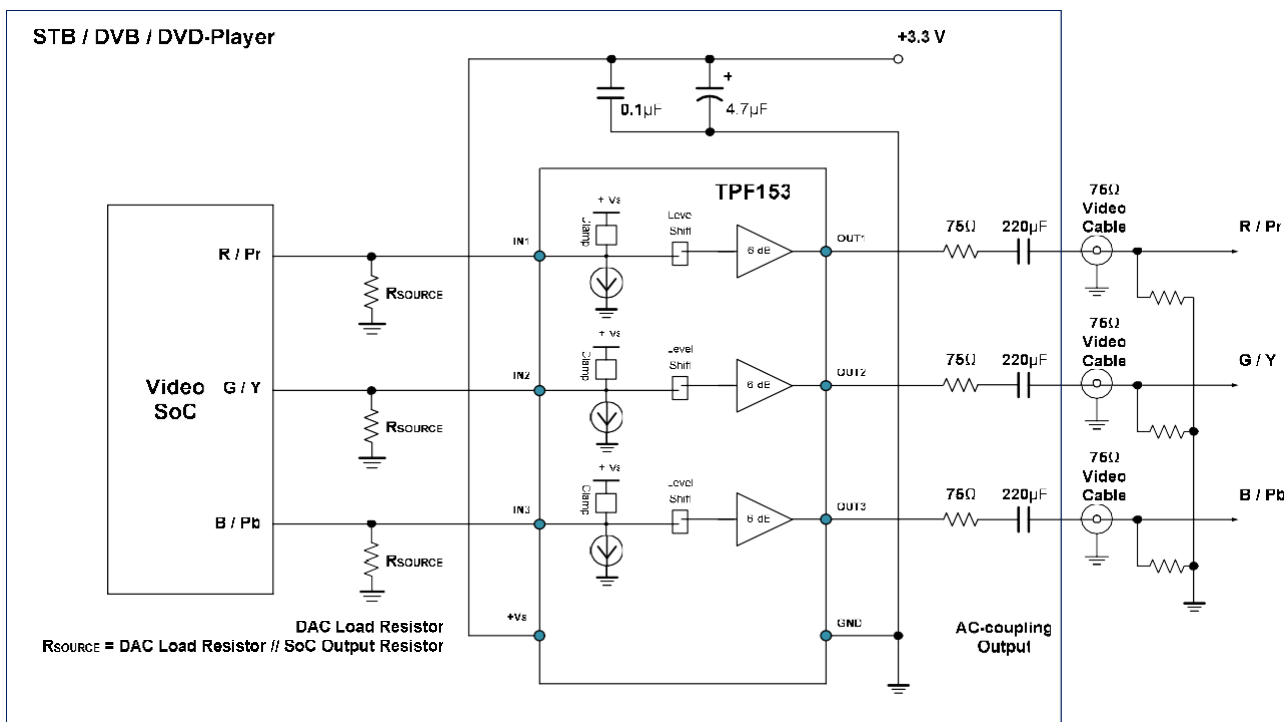 STB / DVB / DVD-Player
+3.3 V
0.1µF
+
4.7µF
TPF153
Video
SoC
R / Pr
RSOURCE
IN1
+ Vs
Clamp
Level
Shift
6 dB
OUT1
75Ω
220µF
75Ω
Video
Cable
R / Pr
G / Y
RSOURCE
IN2
+ Vs
Clamp
Level
Shift
6 dB
OUT2
75Ω
220µF
75Ω
Video
Cable
G / Y
B / Pb
RSOURCE
IN3
+ Vs
Clamp
Level
Shift
6 dB
OUT3
75Ω
220µF
75Ω
Video
Cable
B / Pb
+Vs
GND
DAC Load Resistor
RSOURCE = DAC Load Resistor // SoC Output Resistor
AC-coupling
Output